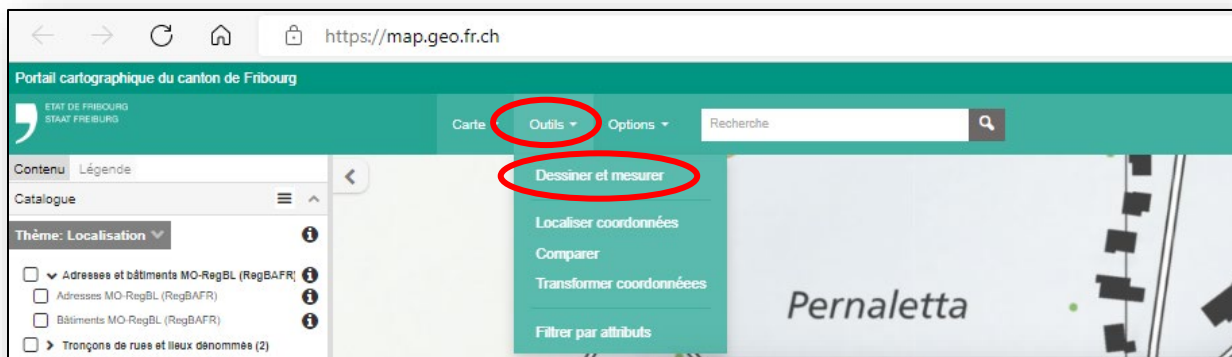 https://map.geo.fr.ch
Portail cartographique du canton de Fribourg
ETAT DE FRIBOURG
STAAT FREIBURG
Carte Outils Options Recherche
Contenu Légende
Catalogue
Thème: Localisation
Adresses et bâtiments MO-RegBL (RegBAFR)
Adresses MO-RegBL (RegBAFR)
Bâtiments MO-RegBL (RegBAFR)
Tronçons de rues et lieux dénommés (2)
Dessiner et mesurer
Localiser coordonnées
Comparer
Transformer coordonnéees
Filtrer par attributs
Pernaletta